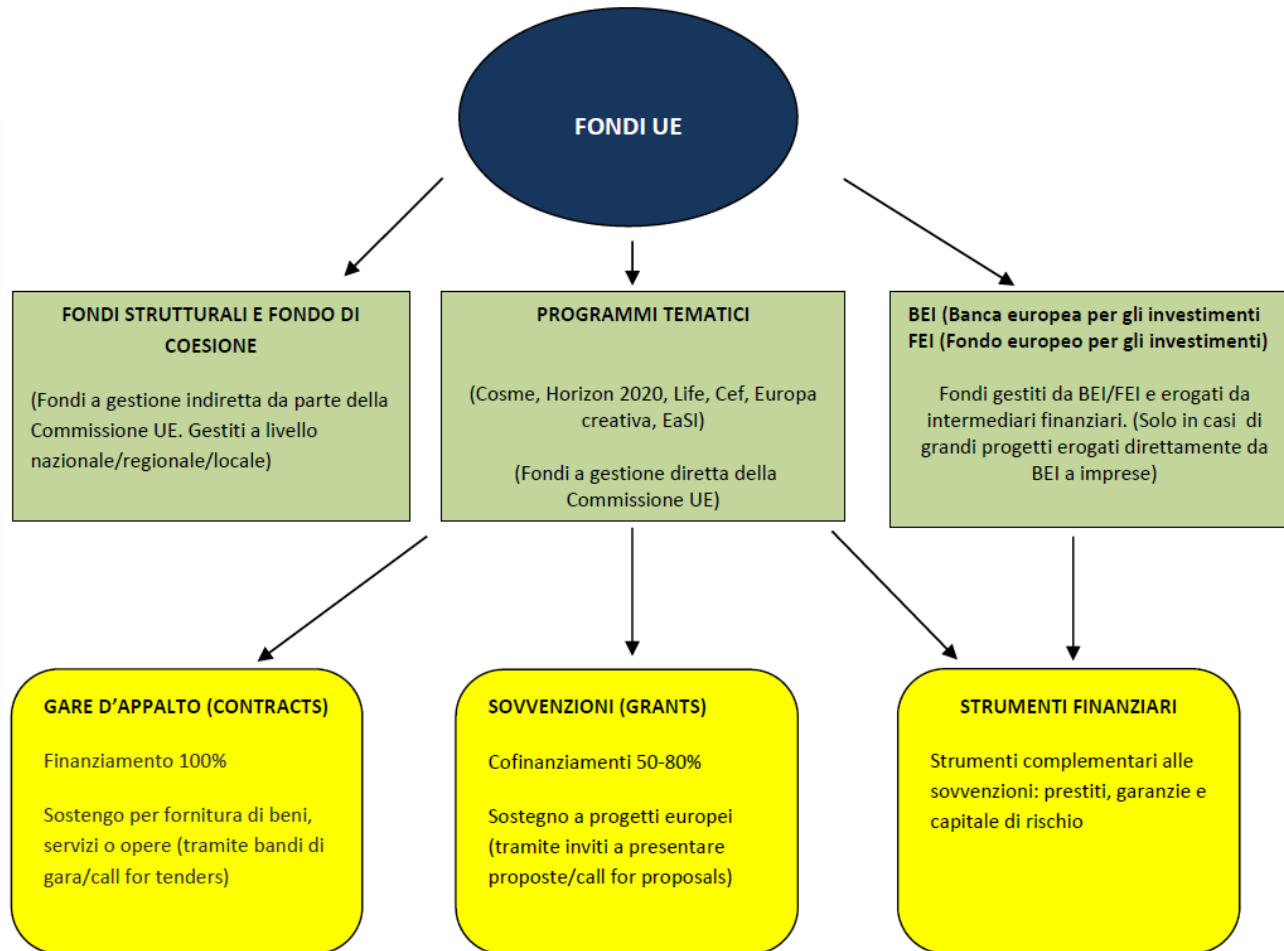 FONDI UE
FONDI STRUTTURALI E FONDO DI
COESIONE
(Fondi a gestione indiretta da parte della
Commissione UE. Gestiti a livello
nazionale/regionale/locale)
PROGRAMMI TEMATICI
(Cosme, Horizon 2020, Life, Cef, Europa
creativa, EaSI)
(Fondi a gestione diretta della
Commissione UE)
BEI (Banca europea per gli investimenti
FEI (Fondo europeo per gli investimenti)
Fondi gestiti da BEI/FEI e erogati da
intermediari finanziari. (Solo in casi di
grandi progetti erogati direttamente da
BEI a imprese)
GARE D’APPALTO (CONTRACTS)
Finanziamento 100%
Sostengo per fornitura di beni,
servizi o opere (tramite bandi di
gara/call for tenders)
SOVVENZIONI (GRANTS)
Cofinanziamenti 50-80%
Sostegno a progetti europei
(tramite inviti a presentare
proposte/call for proposals)
STRUMENTI FINANZIARI
Strumenti complementari alle
sovvenzioni: prestiti, garanzie e
capitale di rischio